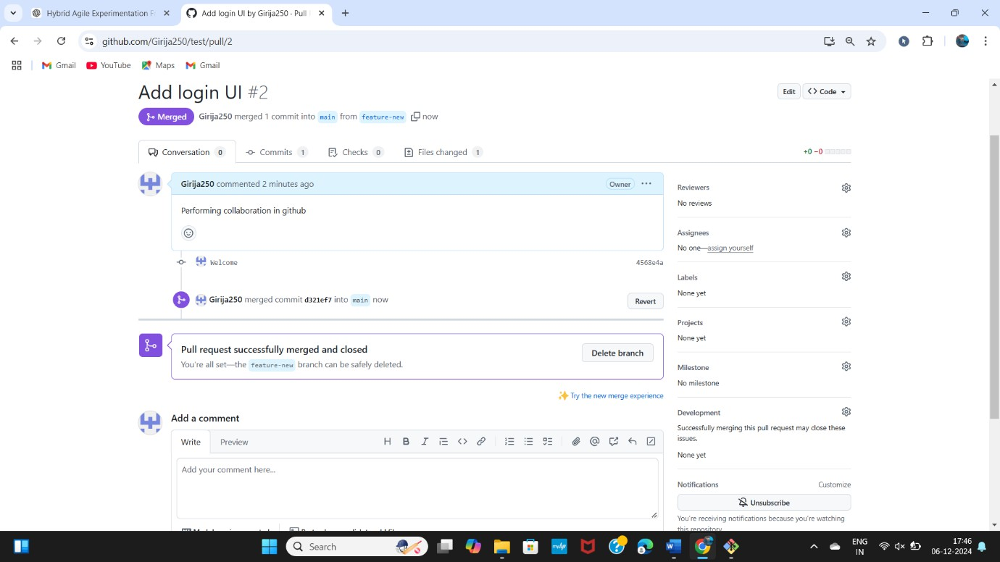 Hybrid Agile Experimentation F
Add login UI by Girija250 · Pull
github.com/Girija250/test/pull/2
Gmail
YouTube
Maps
Gmail
Add login UI #2
Edit
Code
Merged
Girija250 merged 1 commit into main from feature-new now
Conversation 0
Commits 1
Checks 0
Files changed 1
+0 −0
Girija250 commented 2 minutes ago
Owner
Performing collaboration in github
Welcome
4568e4a
Girija250 merged commit d321ef7 into main now
Revert
Pull request successfully merged and closed
You're all set—the feature-new branch can be safely deleted.
Delete branch
Try the new merge experience
Add a comment
Write
Preview
Add your comment here...
Reviewers
No reviews
Assignees
No one—assign yourself
Labels
None yet
Projects
None yet
Milestone
No milestone
Development
Successfully merging this pull request may close these
issues.
None yet
Notifications
Customize
Unsubscribe
You're receiving notifications because you're watching
this repository.
Search
myhp
ENG
IN
17:46
06-12-2024